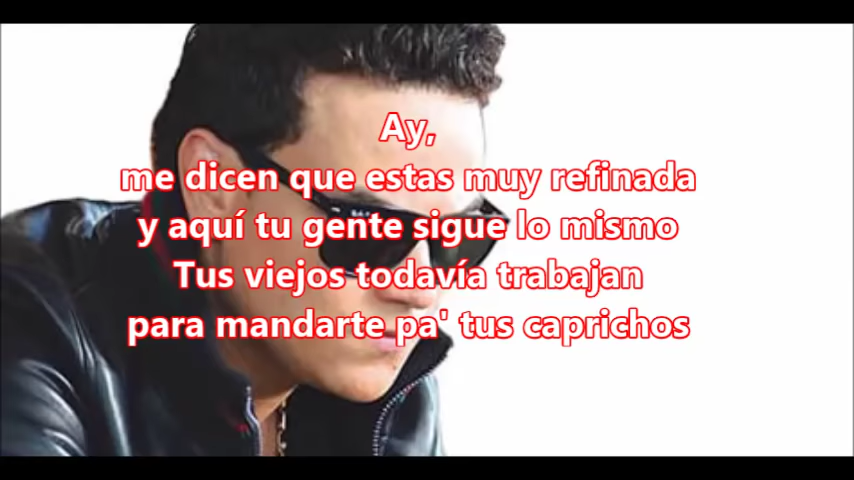 Ay,
me dicen que estas muy refinada
y aquí tu gente sigue lo mismo
Tus viejos todavía trabajan
para mandarte pa' tus caprichos